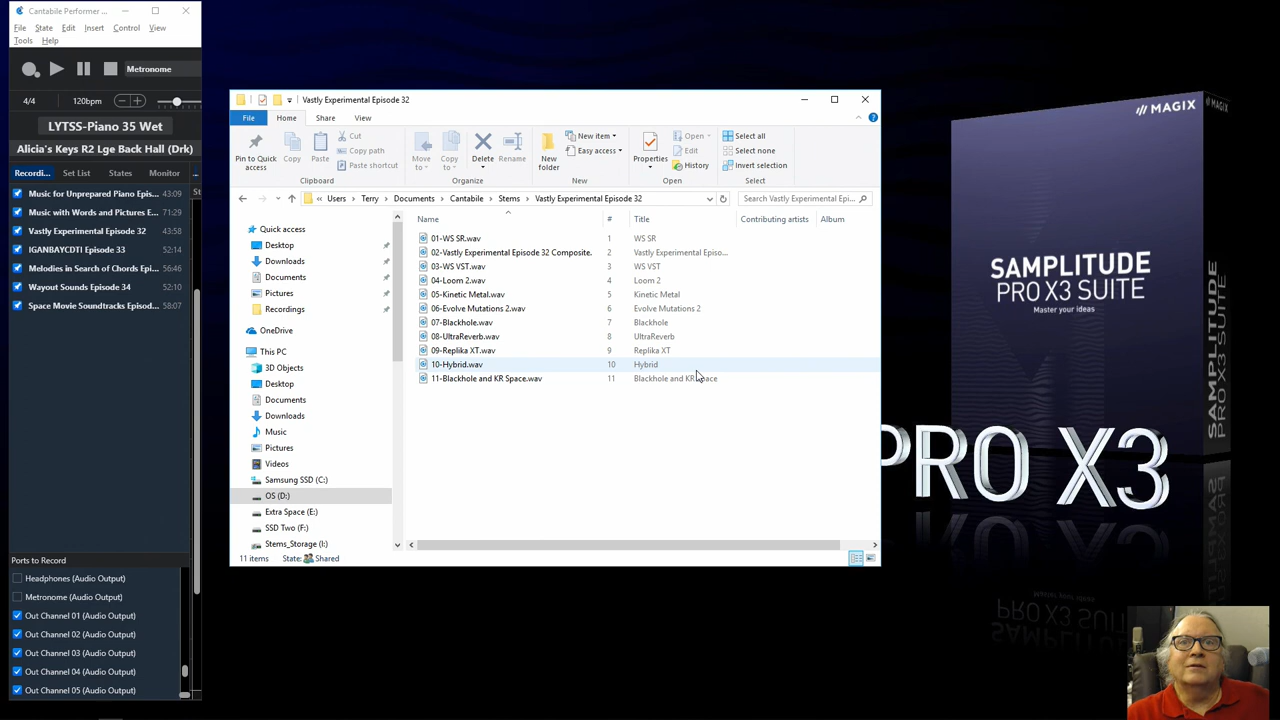 Cantabile Performer ...
File State Edit Insert Control View
Tools Help
Metronome
4/4 120bpm
LYTSS-Piano 35 Wet
Alicia's Keys R2 Lge Back Hall (Drk)
Recordi... Set List States Monitor ...
Music for Unprepared Piano Epis... 43:09
Music with Words and Pictures E... 71:29
Vastly Experimental Episode 32 43:58
IGANBAYCDTI Episode 33 52:14
Melodies in Search of Chords Epi... 56:46
Wayout Sounds Episode 34 52:10
Space Movie Soundtracks Episod... 58:07
Ports to Record
Headphones (Audio Output)
Metronome (Audio Output)
Out Channel 01 (Audio Output)
Out Channel 02 (Audio Output)
Out Channel 03 (Audio Output)
Out Channel 04 (Audio Output)
Out Channel 05 (Audio Output)
Vastly Experimental Episode 32
File Home Share View
Pin to Quick access
Copy
Paste
Cut
Copy path
Paste shortcut
Clipboard
Move to
Copy to
Delete
Rename
Organize
New folder
New item
Easy access
New
Properties
Open
Edit
History
Open
Select all
Select none
Invert selection
Select
« Users › Terry › Documents › Cantabile › Stems › Vastly Experimental Episode 32
Search Vastly Experimental E...
Quick access
Desktop
Downloads
Documents
Pictures
Recordings
OneDrive
This PC
3D Objects
Desktop
Documents
Downloads
Music
Pictures
Videos
Samsung SSD (C:)
OS (D:)
Extra Space (E:)
SSD Two (F:)
Stems_Storage (I:)
Name # Title Contributing artists Album
01-WS SR.wav 1 WS SR
02-Vastly Experimental Episode 32 Composite. 2 Vastly Experimental Episo...
03-WS VST.wav 3 WS VST
04-Loom 2.wav 4 Loom 2
05-Kinetic Metal.wav 5 Kinetic Metal
06-Evolve Mutations 2.wav 6 Evolve Mutations 2
07-Blackhole.wav 7 Blackhole
08-UltraReverb.wav 8 UltraReverb
09-Replika XT.wav 9 Replika XT
10-Hybrid.wav 10 Hybrid
11-Blackhole and KR Space.wav 11 Blackhole and KR Space
11 items State: Shared
MAGIX
MAGIX
SAMPLITUDE
PRO X3 SUITE
Master your ideas
SAMPLITUDE
PRO X3 SUITE
PRO X3